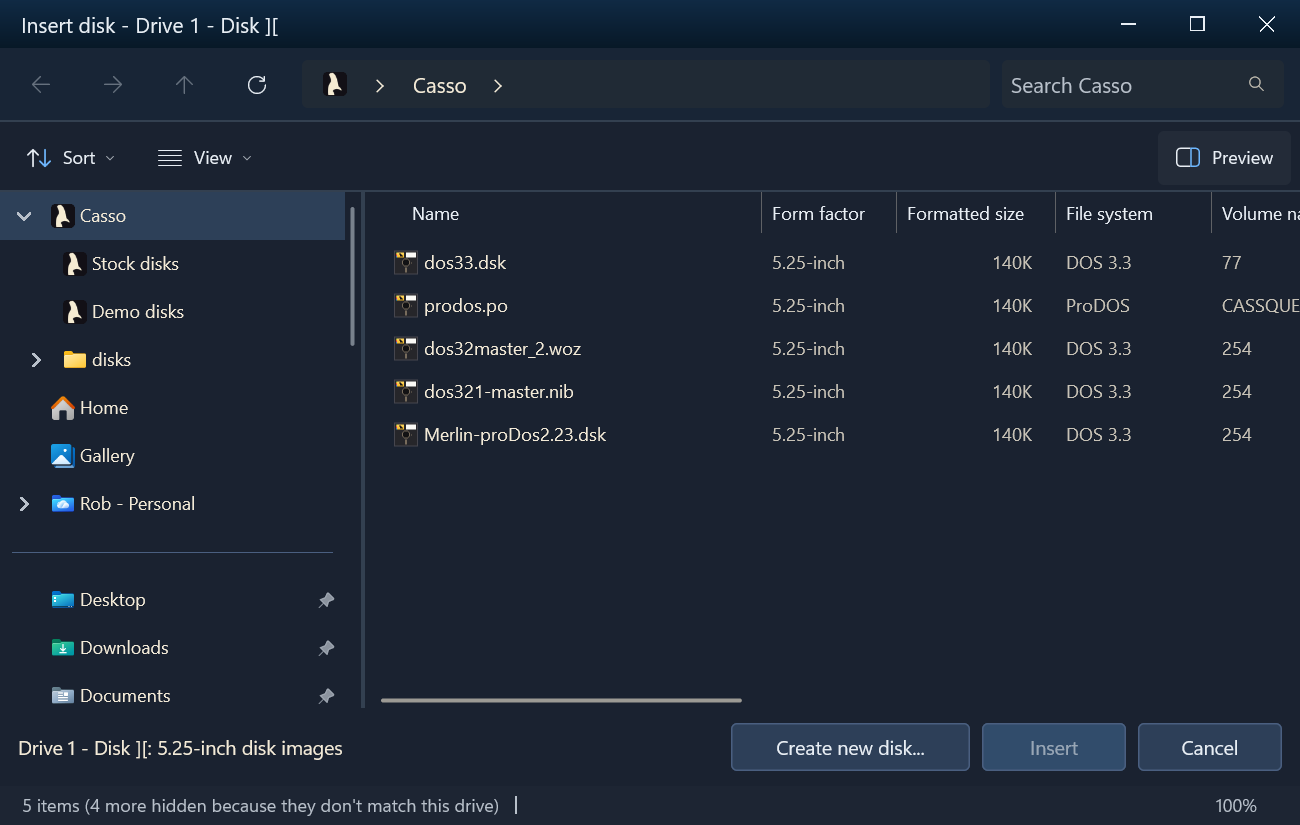 Insert disk - Drive 1 - Disk ][
Casso
Search Casso
Sort
View
Preview
Casso
Stock disks
Demo disks
disks
Home
Gallery
Rob - Personal
Desktop
Downloads
Documents
Name Form factor Formatted size File system Volume na
dos33.dsk 5.25-inch 140K DOS 3.3 77
prodos.po 5.25-inch 140K ProDOS CASSQUE
dos32master_2.woz 5.25-inch 140K DOS 3.3 254
dos321-master.nib 5.25-inch 140K DOS 3.3 254
Merlin-proDos2.23.dsk 5.25-inch 140K DOS 3.3 254
Drive 1 - Disk ][: 5.25-inch disk images
Create new disk...
Insert
Cancel
5 items (4 more hidden because they don't match this drive)
100%